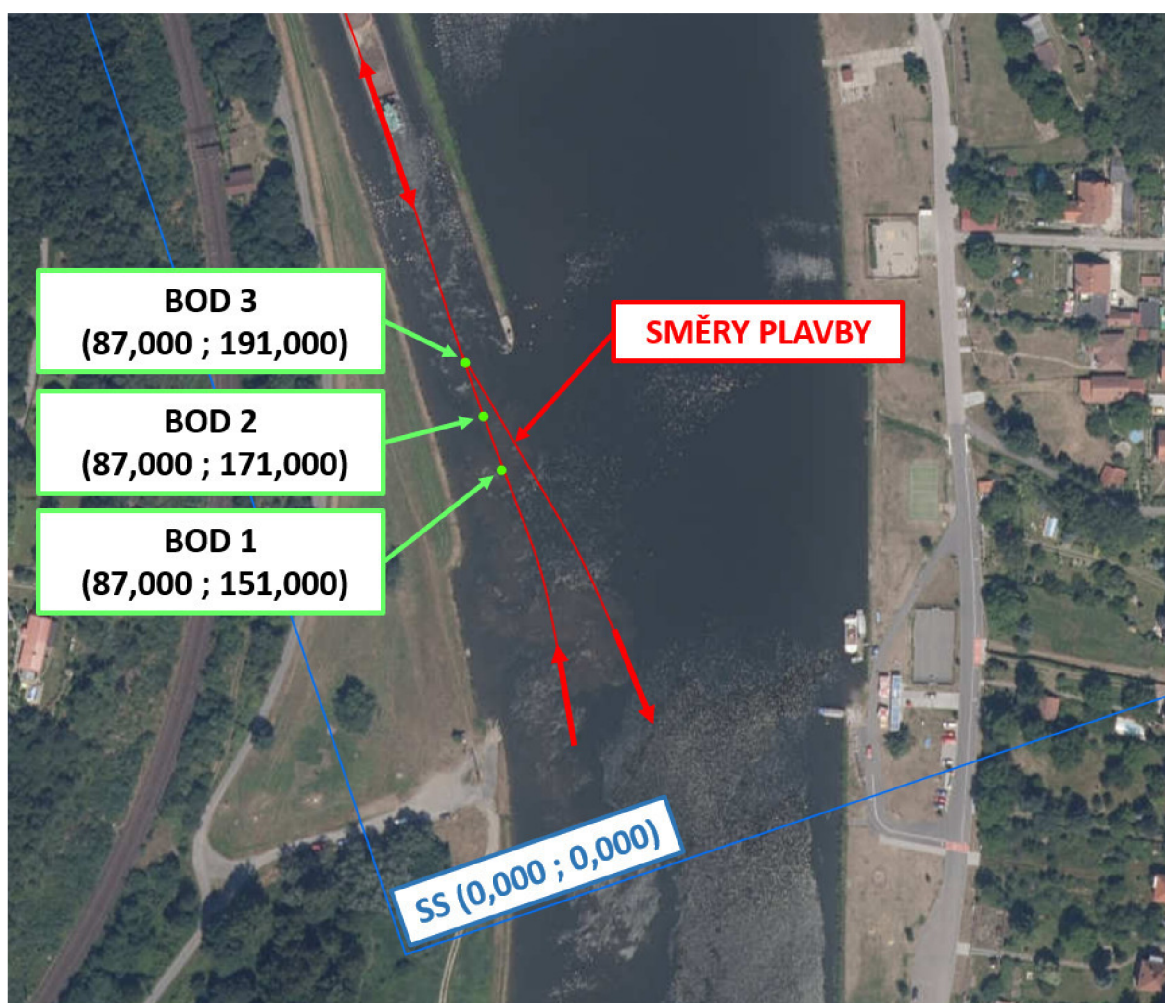 BOD 3
(87,000 ; 191,000)
SMĚRY PLAVBY
BOD 2
(87,000 ; 171,000)
BOD 1
(87,000 ; 151,000)
SS (0,000 ; 0,000)